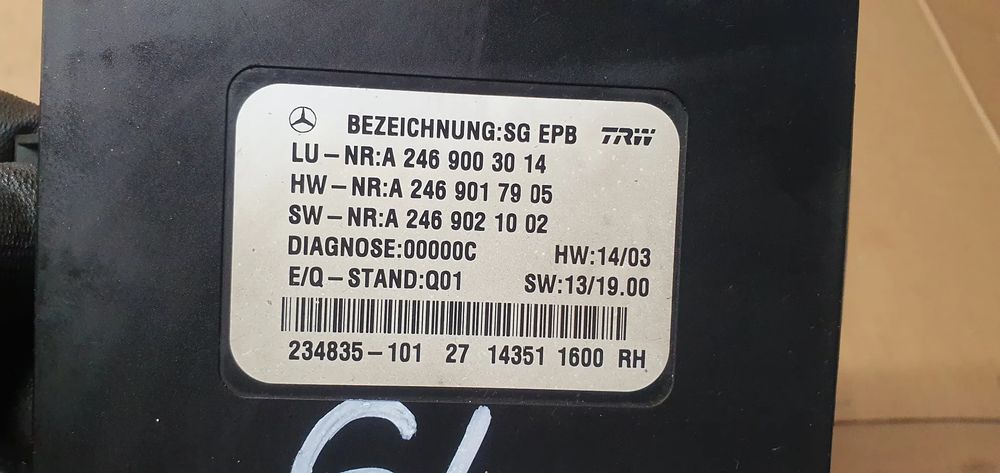 BEZEICHNUNG:SG EPB TRW
LU-NR:A 246 900 30 14
HW-NR:A 246 901 79 05
SW-NR:A 246 902 10 02
DIAGNOSE:00000C HW:14/03
E/Q-STAND:Q01 SW:13/19.00
234835-101 27 14351 1600 RH